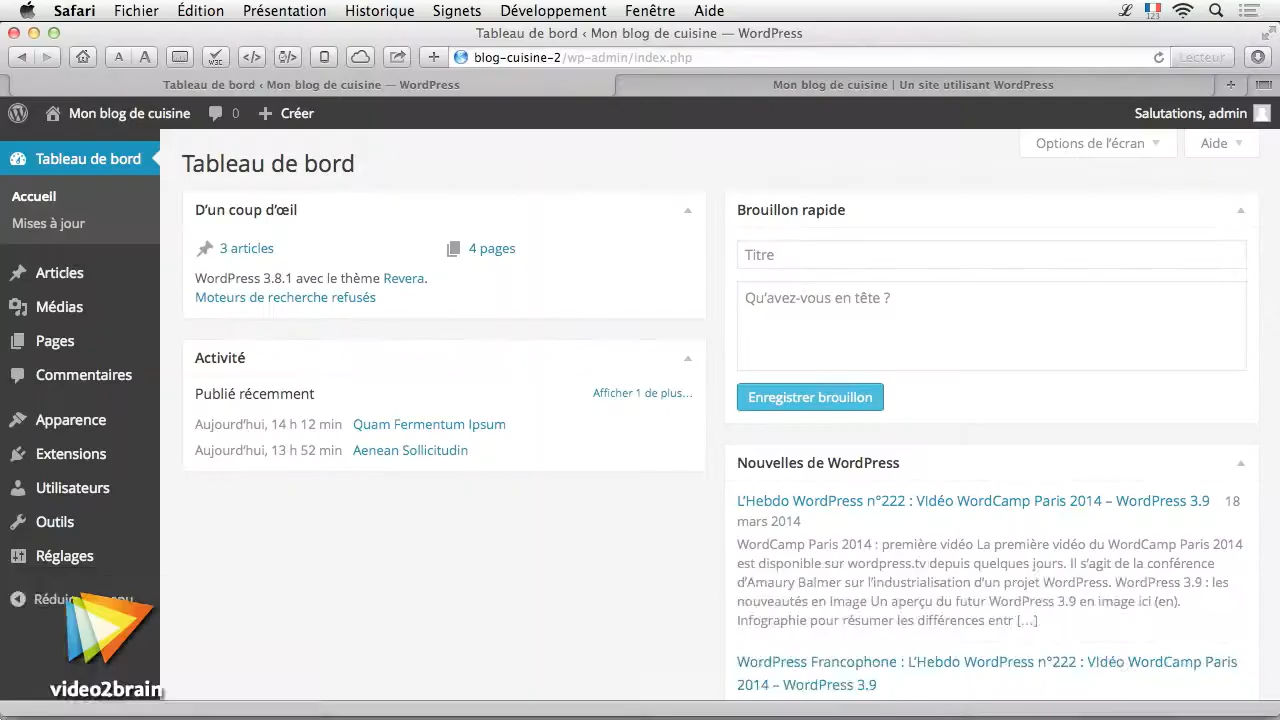 Safari Fichier Édition Présentation Historique Signets Développement Fenêtre Aide
123
Tableau de bord ‹ Mon blog de cuisine — WordPress
A A W3C
blog-cuisine-2/wp-admin/index.php
Lecteur
Tableau de bord ‹ Mon blog de cuisine — WordPress
Mon blog de cuisine | Un site utilisant WordPress
Mon blog de cuisine 0 Créer
Salutations, admin
Tableau de bord
Accueil
Mises à jour
Articles
Médias
Pages
Commentaires
Apparence
Extensions
Utilisateurs
Outils
Réglages
video2brain
Options de l'écran
Aide
Tableau de bord
D'un coup d'œil
3 articles
4 pages
WordPress 3.8.1 avec le thème Revera.
Moteurs de recherche refusés
Activité
Publié récemment
Afficher 1 de plus…
Aujourd'hui, 14 h 12 min Quam Fermentum Ipsum
Aujourd'hui, 13 h 52 min Aenean Sollicitudin
Brouillon rapide
Titre
Qu'avez-vous en tête ?
Enregistrer brouillon
Nouvelles de WordPress
L'Hebdo WordPress n°222 : VIdéo WordCamp Paris 2014 – WordPress 3.9 18
mars 2014
WordCamp Paris 2014 : première vidéo La première vidéo du WordCamp Paris 2014
est disponible sur wordpress.tv depuis quelques jours. Il s'agit de la conférence
d'Amaury Balmer sur l'industrialisation d'un projet WordPress. WordPress 3.9 : les
nouveautés en Image Un aperçu du futur WordPress 3.9 en image ici (en).
Infographie pour résumer les différences entr […]
WordPress Francophone : L'Hebdo WordPress n°222 : VIdéo WordCamp Paris
2014 – WordPress 3.9